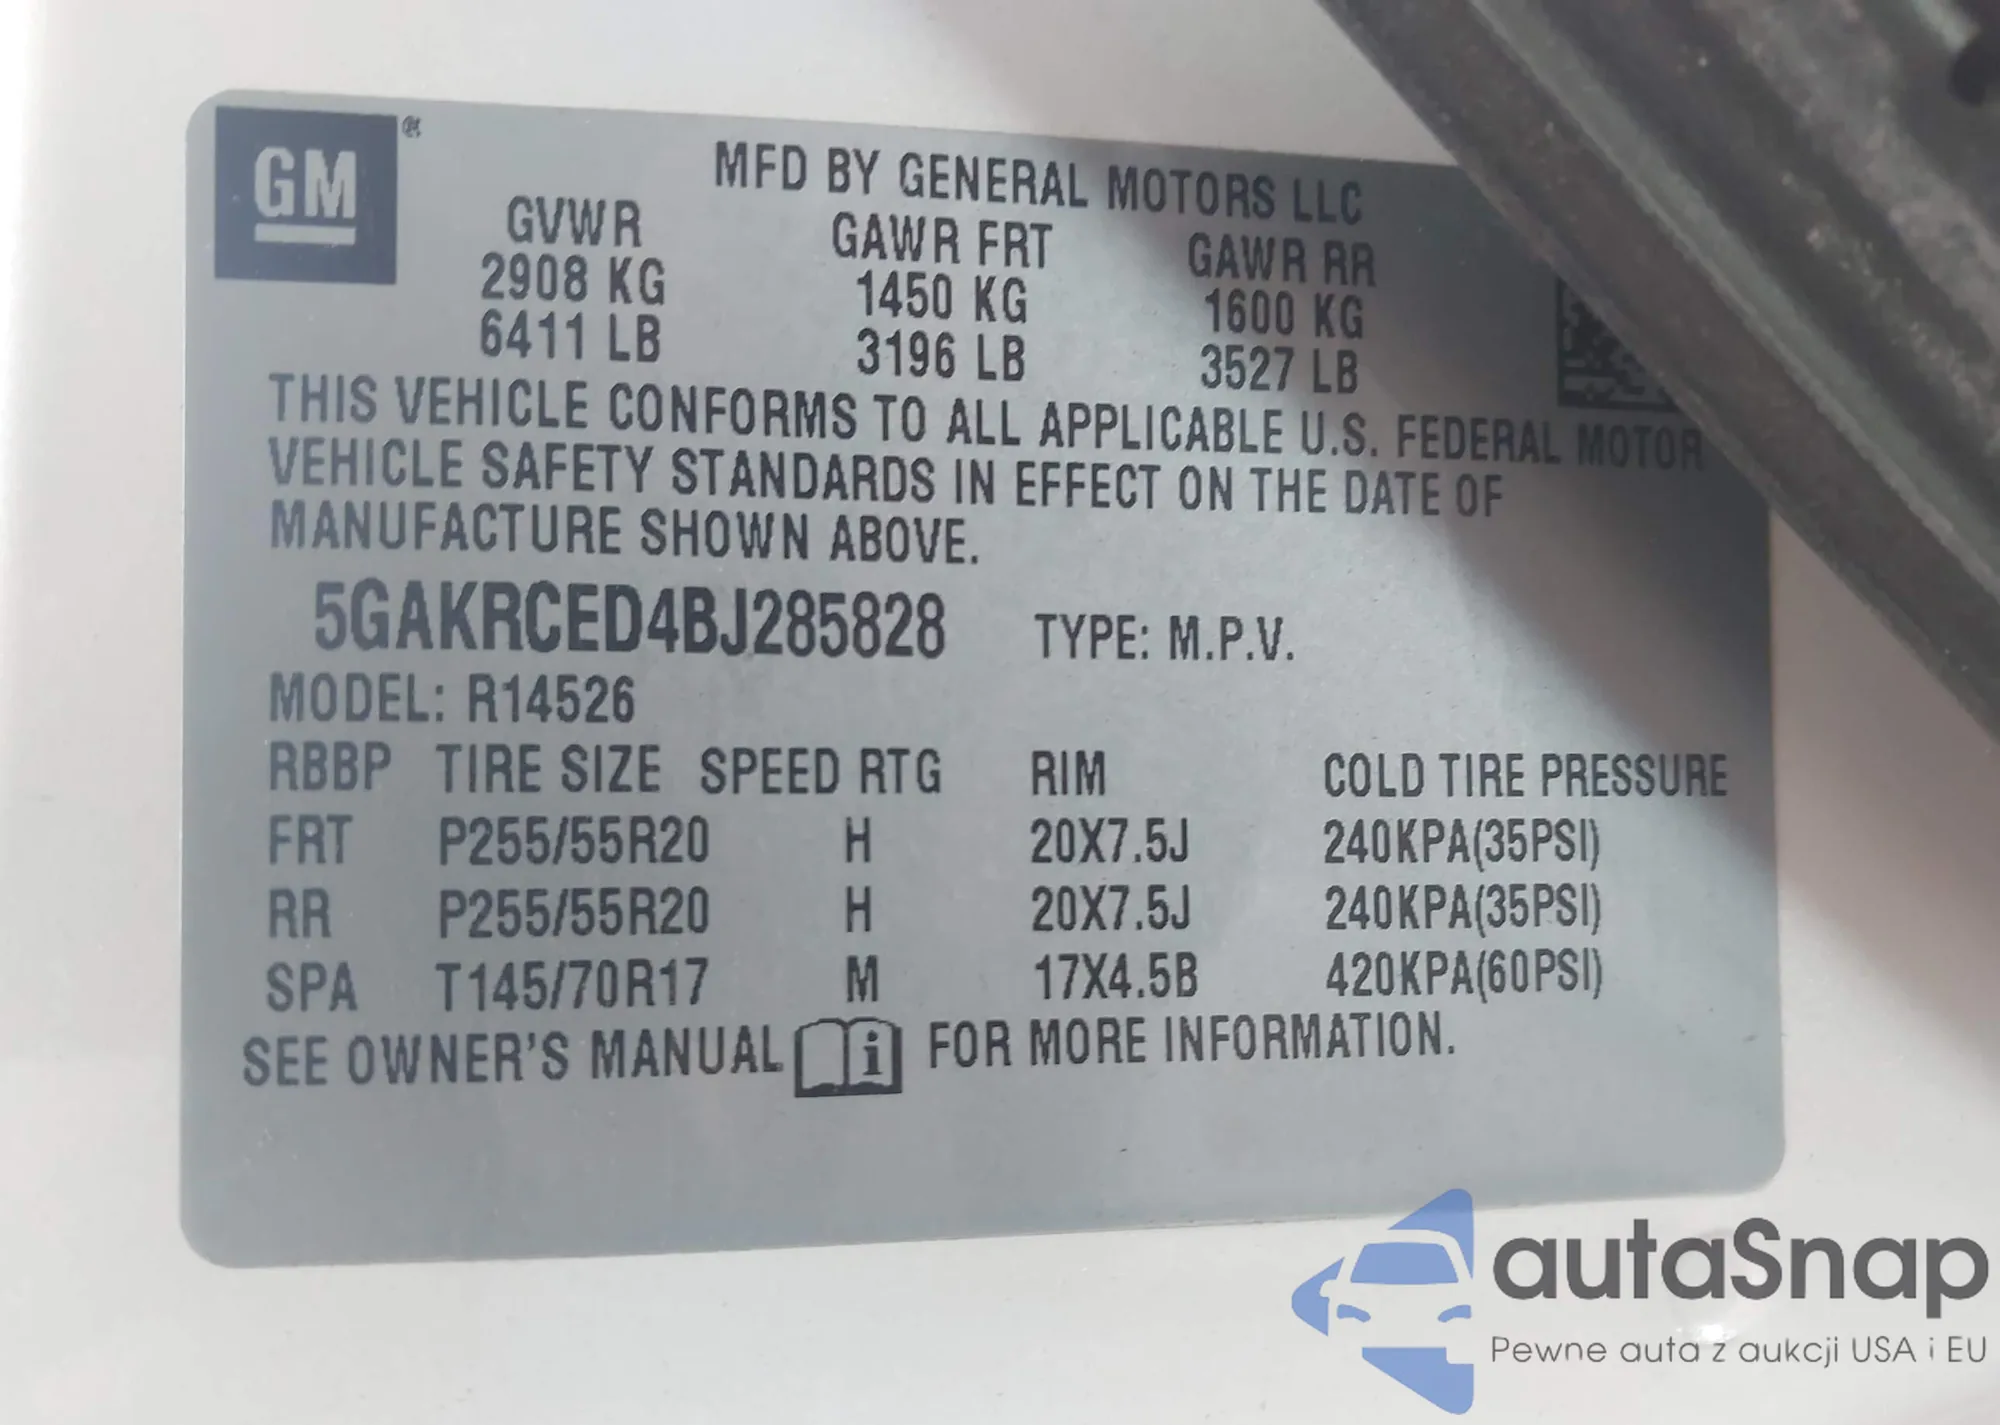 GM ®
MFD BY GENERAL MOTORS LLC
GVWR GAWR FRT GAWR RR
2908 KG 1450 KG 1600 KG
6411 LB 3196 LB 3527 LB
THIS VEHICLE CONFORMS TO ALL APPLICABLE U.S. FEDERAL MOTOR
VEHICLE SAFETY STANDARDS IN EFFECT ON THE DATE OF
MANUFACTURE SHOWN ABOVE.
5GAKRCED4BJ285828 TYPE: M.P.V.
MODEL: R14526
RBBP TIRE SIZE SPEED RTG RIM COLD TIRE PRESSURE
FRT P255/55R20 H 20X7.5J 240KPA(35PSI)
RR P255/55R20 H 20X7.5J 240KPA(35PSI)
SPA T145/70R17 M 17X4.5B 420KPA(60PSI)
SEE OWNER'S MANUAL i FOR MORE INFORMATION.
autaSnap
Pewne auta z aukcji USA i EU